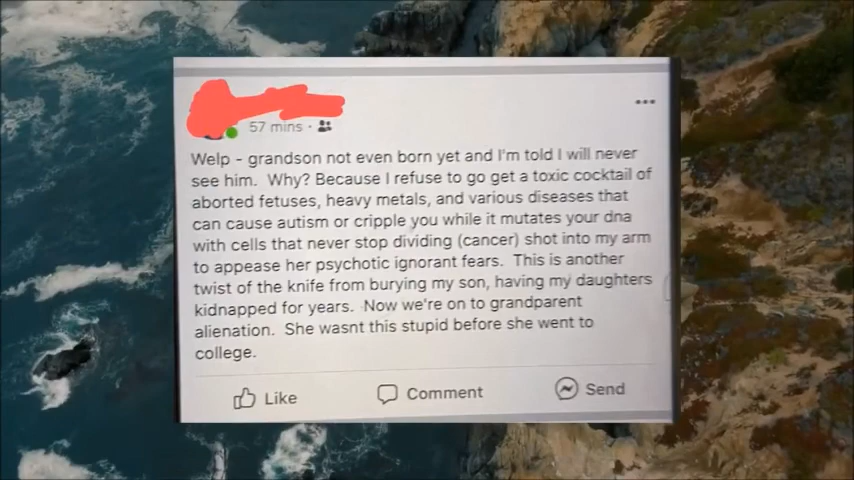 57 mins ·
Welp - grandson not even born yet and I'm told I will never
see him. Why? Because I refuse to go get a toxic cocktail of
aborted fetuses, heavy metals, and various diseases that
can cause autism or cripple you while it mutates your dna
with cells that never stop dividing (cancer) shot into my arm
to appease her psychotic ignorant fears. This is another
twist of the knife from burying my son, having my daughters
kidnapped for years. Now we're on to grandparent
alienation. She wasnt this stupid before she went to
college.
Like
Comment
Send